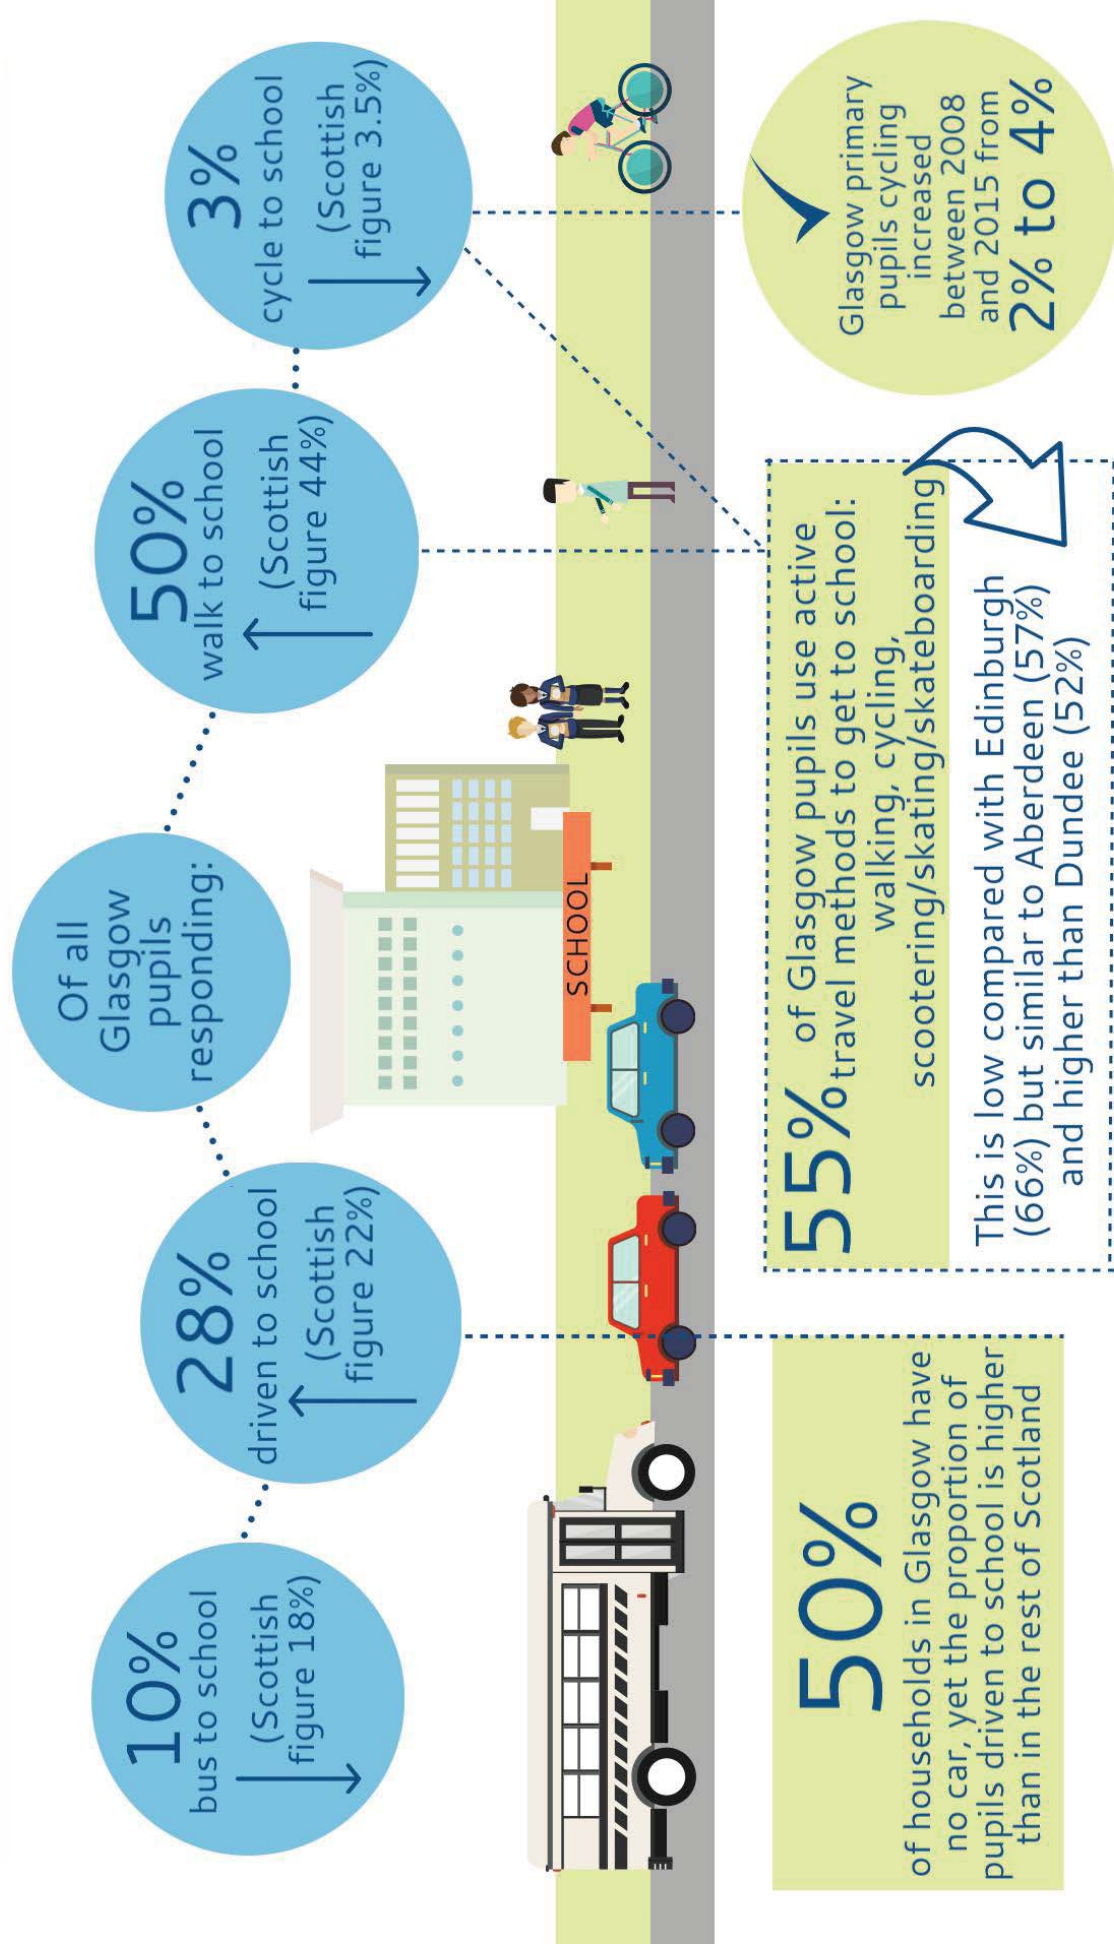 Of all
Glasgow
pupils
responding:
10%
bus to school
(Scottish
figure 18%)
28%
driven to school
(Scottish
figure 22%)
50%
walk to school
(Scottish
figure 44%)
3%
cycle to school
(Scottish
figure 3.5%)
SCHOOL
50%
of households in Glasgow have
no car, yet the proportion of
pupils driven to school is higher
than in the rest of Scotland
55% of Glasgow pupils use active
travel methods to get to school:
walking, cycling,
scootering/skating/skateboarding
This is low compared with Edinburgh
(66%) but similar to Aberdeen (57%)
and higher than Dundee (52%)
Glasgow primary
pupils cycling
increased
between 2008
and 2015 from
2% to 4%